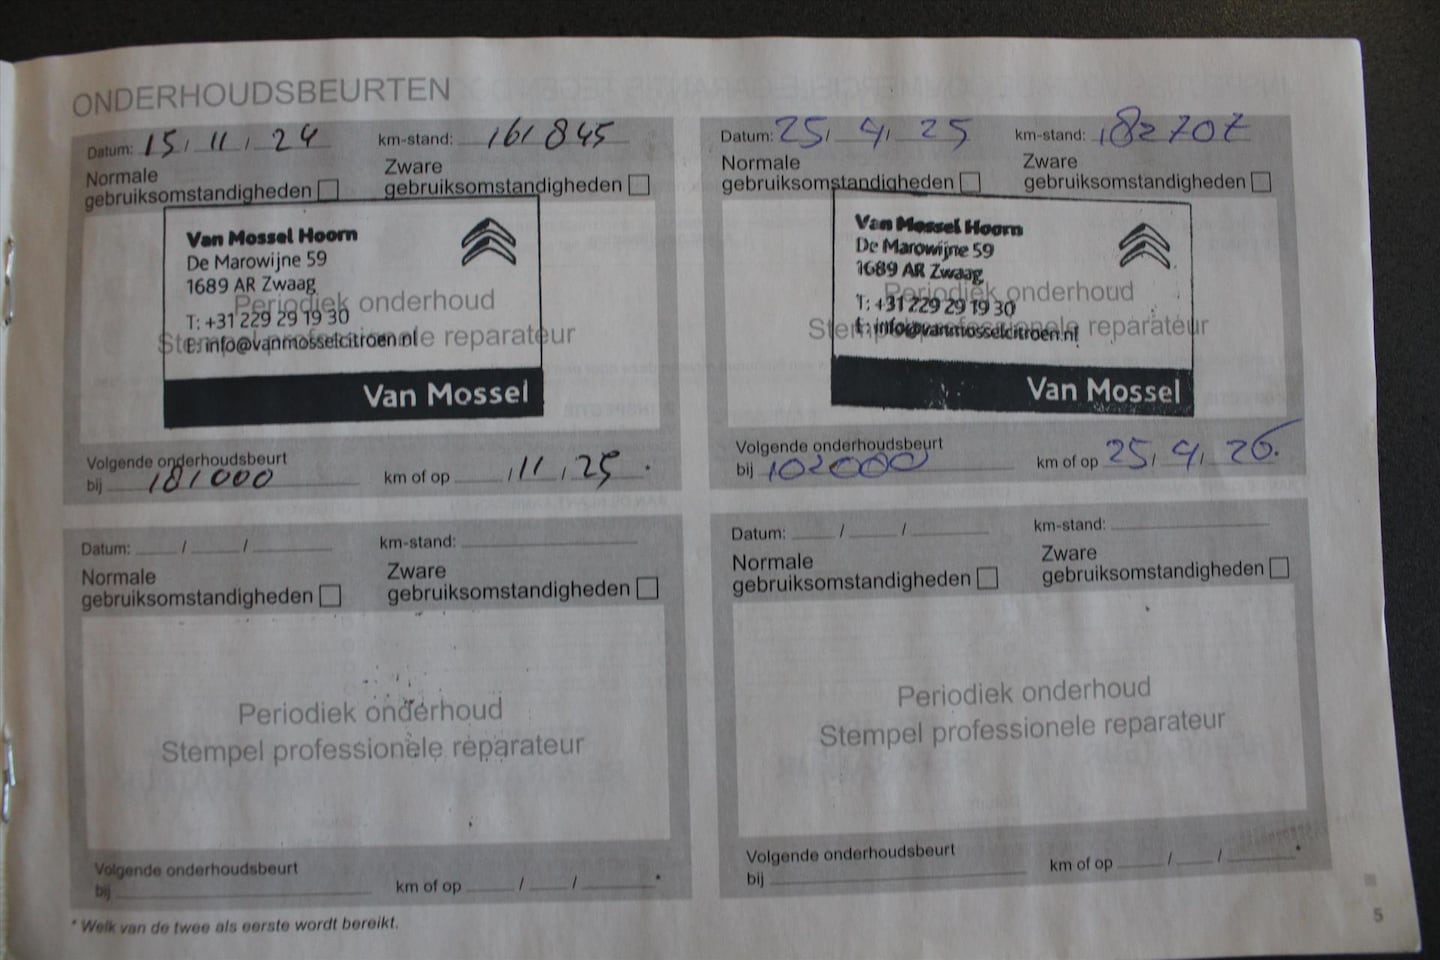 ONDERHOUDSBEURTEN
Datum: 15 / 11 / 24 km-stand: 161 845
Normale
gebruiksomstandigheden
Zware
gebruiksomstandigheden
Van Mossel Hoorn
De Marowijne 59
1689 AR Zwaag
Periodiek onderhoud
T: +31 229 29 19 30
Stempel professionele reparateur
E: info@vanmosselcitroen.nl
Van Mossel
Volgende onderhoudsbeurt
bij 181000 km of op / 11 / 25 *
Datum: 25 / 4 / 25 km-stand: 182707
Normale
gebruiksomstandigheden
Zware
gebruiksomstandigheden
Van Mossel Hoorn
De Marowijne 59
1689 AR Zwaag
Periodiek onderhoud
T: +31 229 29 19 30
Stempel professionele reparateur
E: info@vanmosselcitroen.nl
Van Mossel
Volgende onderhoudsbeurt
bij 102000 km of op 25 / 4 / 26.
Datum: / / km-stand:
Normale
gebruiksomstandigheden
Zware
gebruiksomstandigheden
Periodiek onderhoud
Stempel professionele reparateur
Volgende onderhoudsbeurt
bij km of op / / *
Datum: / / km-stand:
Normale
gebruiksomstandigheden
Zware
gebruiksomstandigheden
Periodiek onderhoud
Stempel professionele reparateur
Volgende onderhoudsbeurt
bij km of op / / *
* Welk van de twee als eerste wordt bereikt.
5